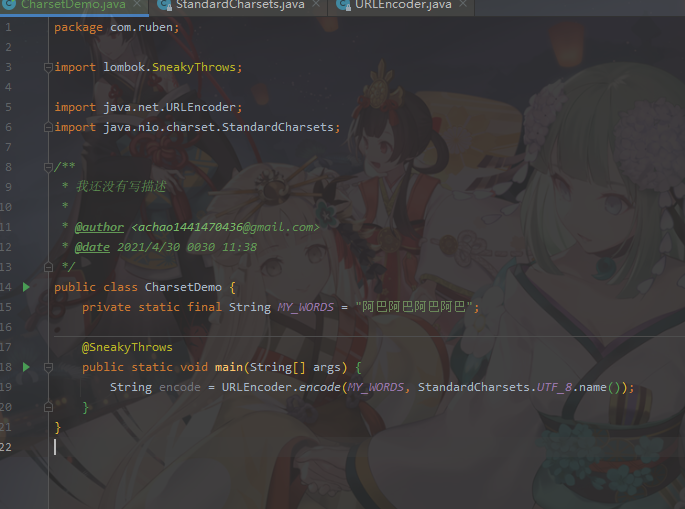 CharsetDemo.java StandardCharsets.java URLEncoder.java
1 package com.ruben;
2
3 import lombok.SneakyThrows;
4
5 import java.net.URLEncoder;
6 import java.nio.charset.StandardCharsets;
7
8 /**
9 * 我还没有写描述
10 *
11 * @author <achao1441470436@gmail.com>
12 * @date 2021/4/30 0030 11:38
13 */
14 public class CharsetDemo {
15 private static final String MY_WORDS = "阿巴阿巴阿巴阿巴";
16
17 @SneakyThrows
18 public static void main(String[] args) {
19 String encode = URLEncoder.encode(MY_WORDS, StandardCharsets.UTF_8.name());
20 }
21 }
22